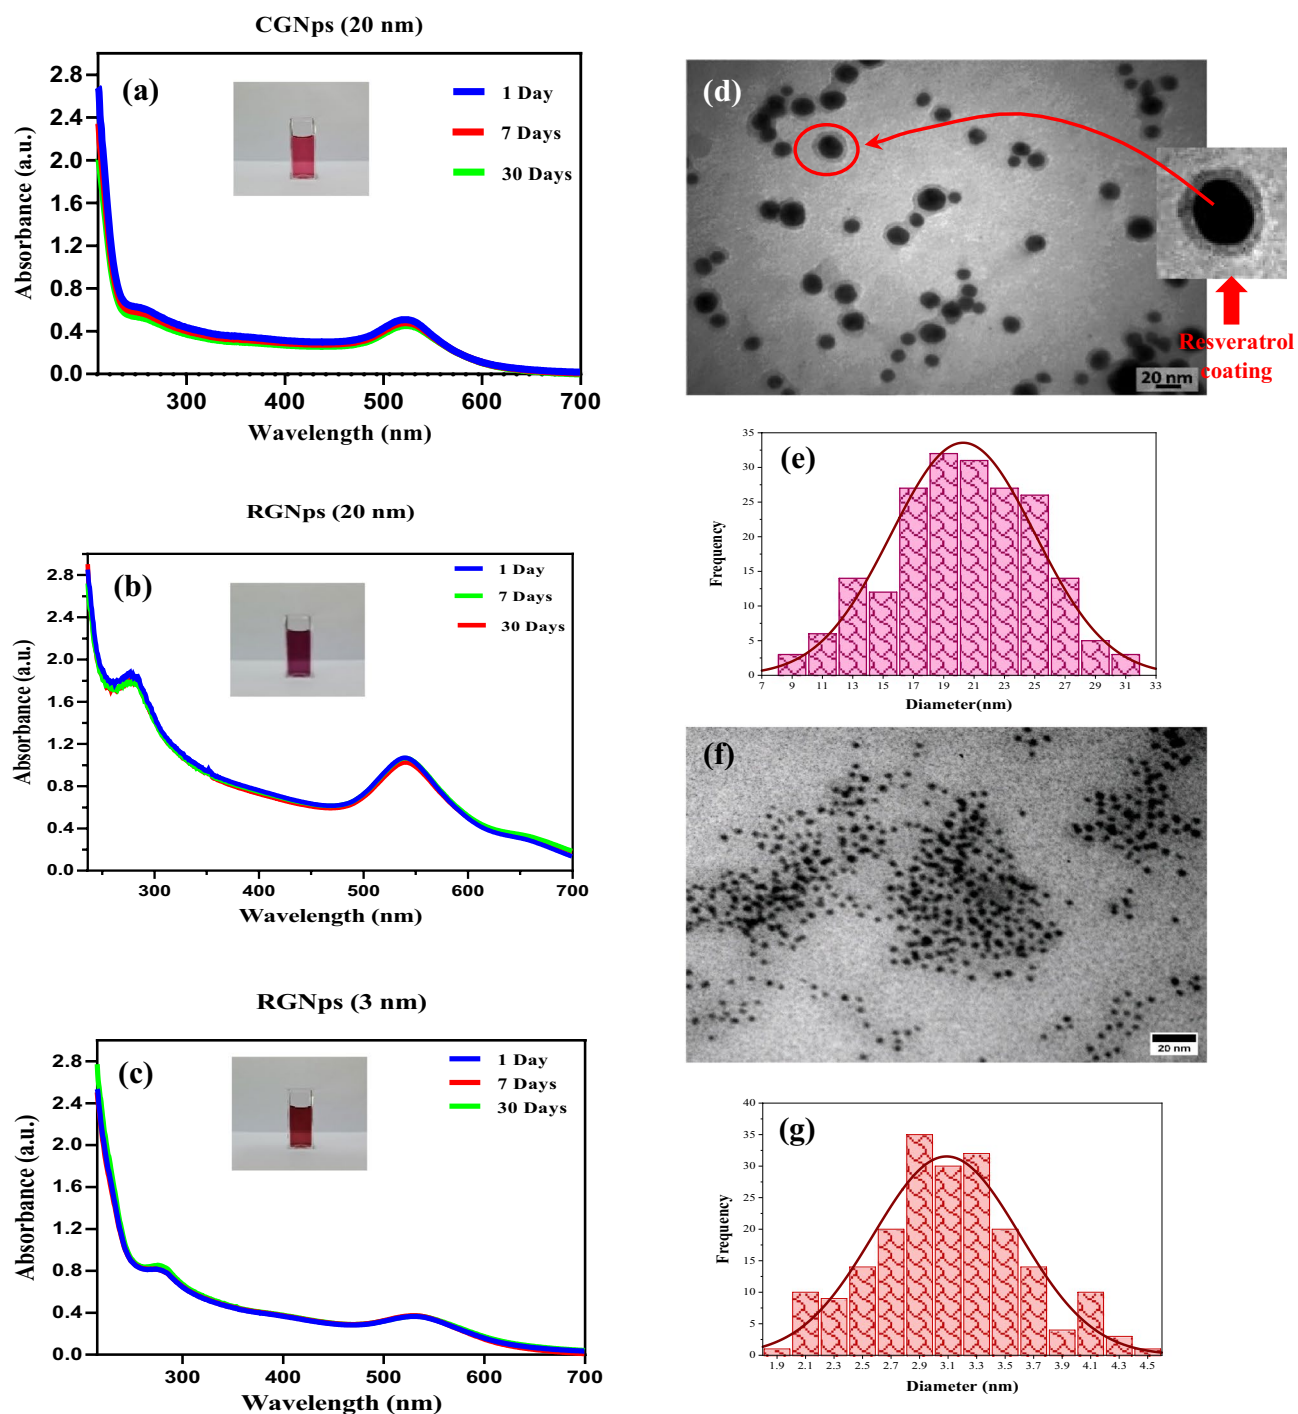 CGNps (20 nm)
(a)
1 Day
7 Days
30 Days
2.8
2.4
2.0
1.6
1.2
0.8
0.4
0.0
300
400
500
600
700
Absorbance (a.u.)
Wavelength (nm)
RGNps (20 nm)
(b)
1 Day
7 Days
30 Days
2.8
2.4
2.0
1.6
1.2
0.8
0.4
0.0
300
400
500
600
700
Absorbance (a.u.)
Wavelength (nm)
RGNps (3 nm)
(c)
1 Day
7 Days
30 Days
2.8
2.4
2.0
1.6
1.2
0.8
0.4
0.0
300
400
500
600
700
Absorbance (a.u.)
Wavelength (nm)
(d)
Resveratrol
coating
20 nm
(e)
35
30
25
20
15
10
5
0
7
9
11
13
15
17
19
21
23
25
27
29
31
33
Frequency
Diameter(nm)
(f)
20 nm
(g)
40
35
30
25
20
15
10
5
0
1.9
2.1
2.3
2.5
2.7
2.9
3.1
3.3
3.5
3.7
3.9
4.1
4.3
4.5
Frequency
Diameter (nm)